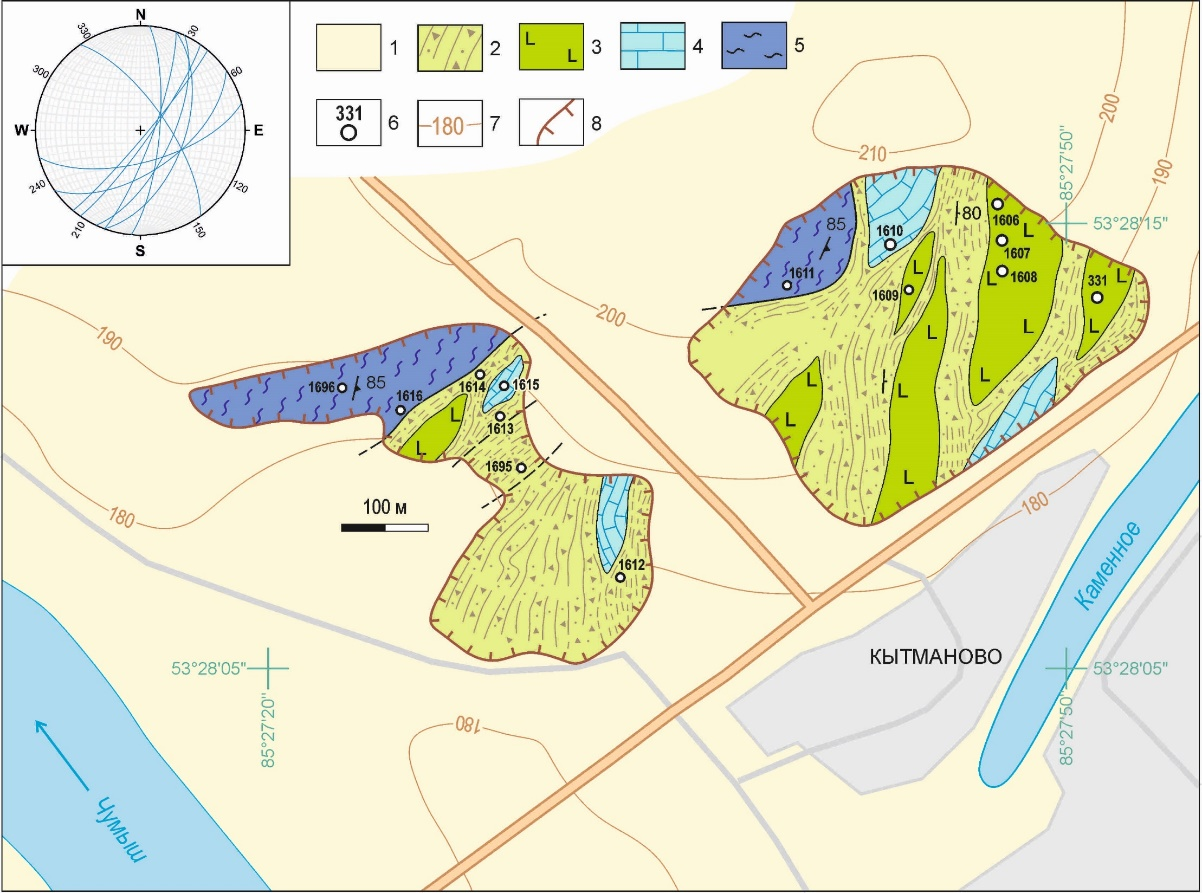 N
30
60
E
120
150
S
210
240
W
300
330
L
L
1
2
3
4
5
331
6
-180-
7
8
210
200
190
85°27'50"
53°28'15"
80
85
1606
1607
1608
1610
1611
1609
331
L
L
L
L
L
L
L
L
L
L
L
L
L
200
190
1696
85
1616
1614
1615
1613
1695
L
L
1612
180
100 м
180
Каменное
КЫТМАНОВО
53°28'05"
53°28'05"
85°27'20"
85°27'50"
180
Чумыш